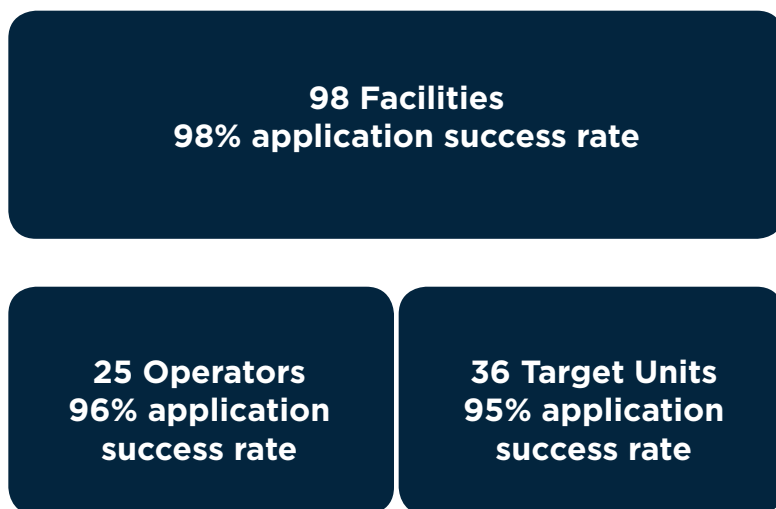 98 Facilities
98% application success rate
25 Operators
96% application
success rate
36 Target Units
95% application
success rate